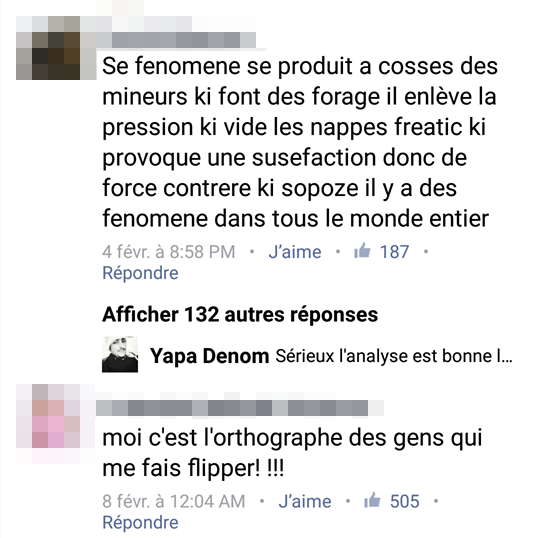 Se fenomene se produit a cosses des
mineurs ki font des forage il enlève la
pression ki vide les nappes freatic ki
provoque une susefaction donc de
force contrere ki sopoze il y a des
fenomene dans tous le monde entier
4 févr. à 8:58 PM • J'aime • 187 •
Répondre
Afficher 132 autres réponses
Yapa Denom Sérieux l'analyse est bonne l...
moi c'est l'orthographe des gens qui
me fais flipper! !!!
8 févr. à 12:04 AM • J'aime • 505 •
Répondre